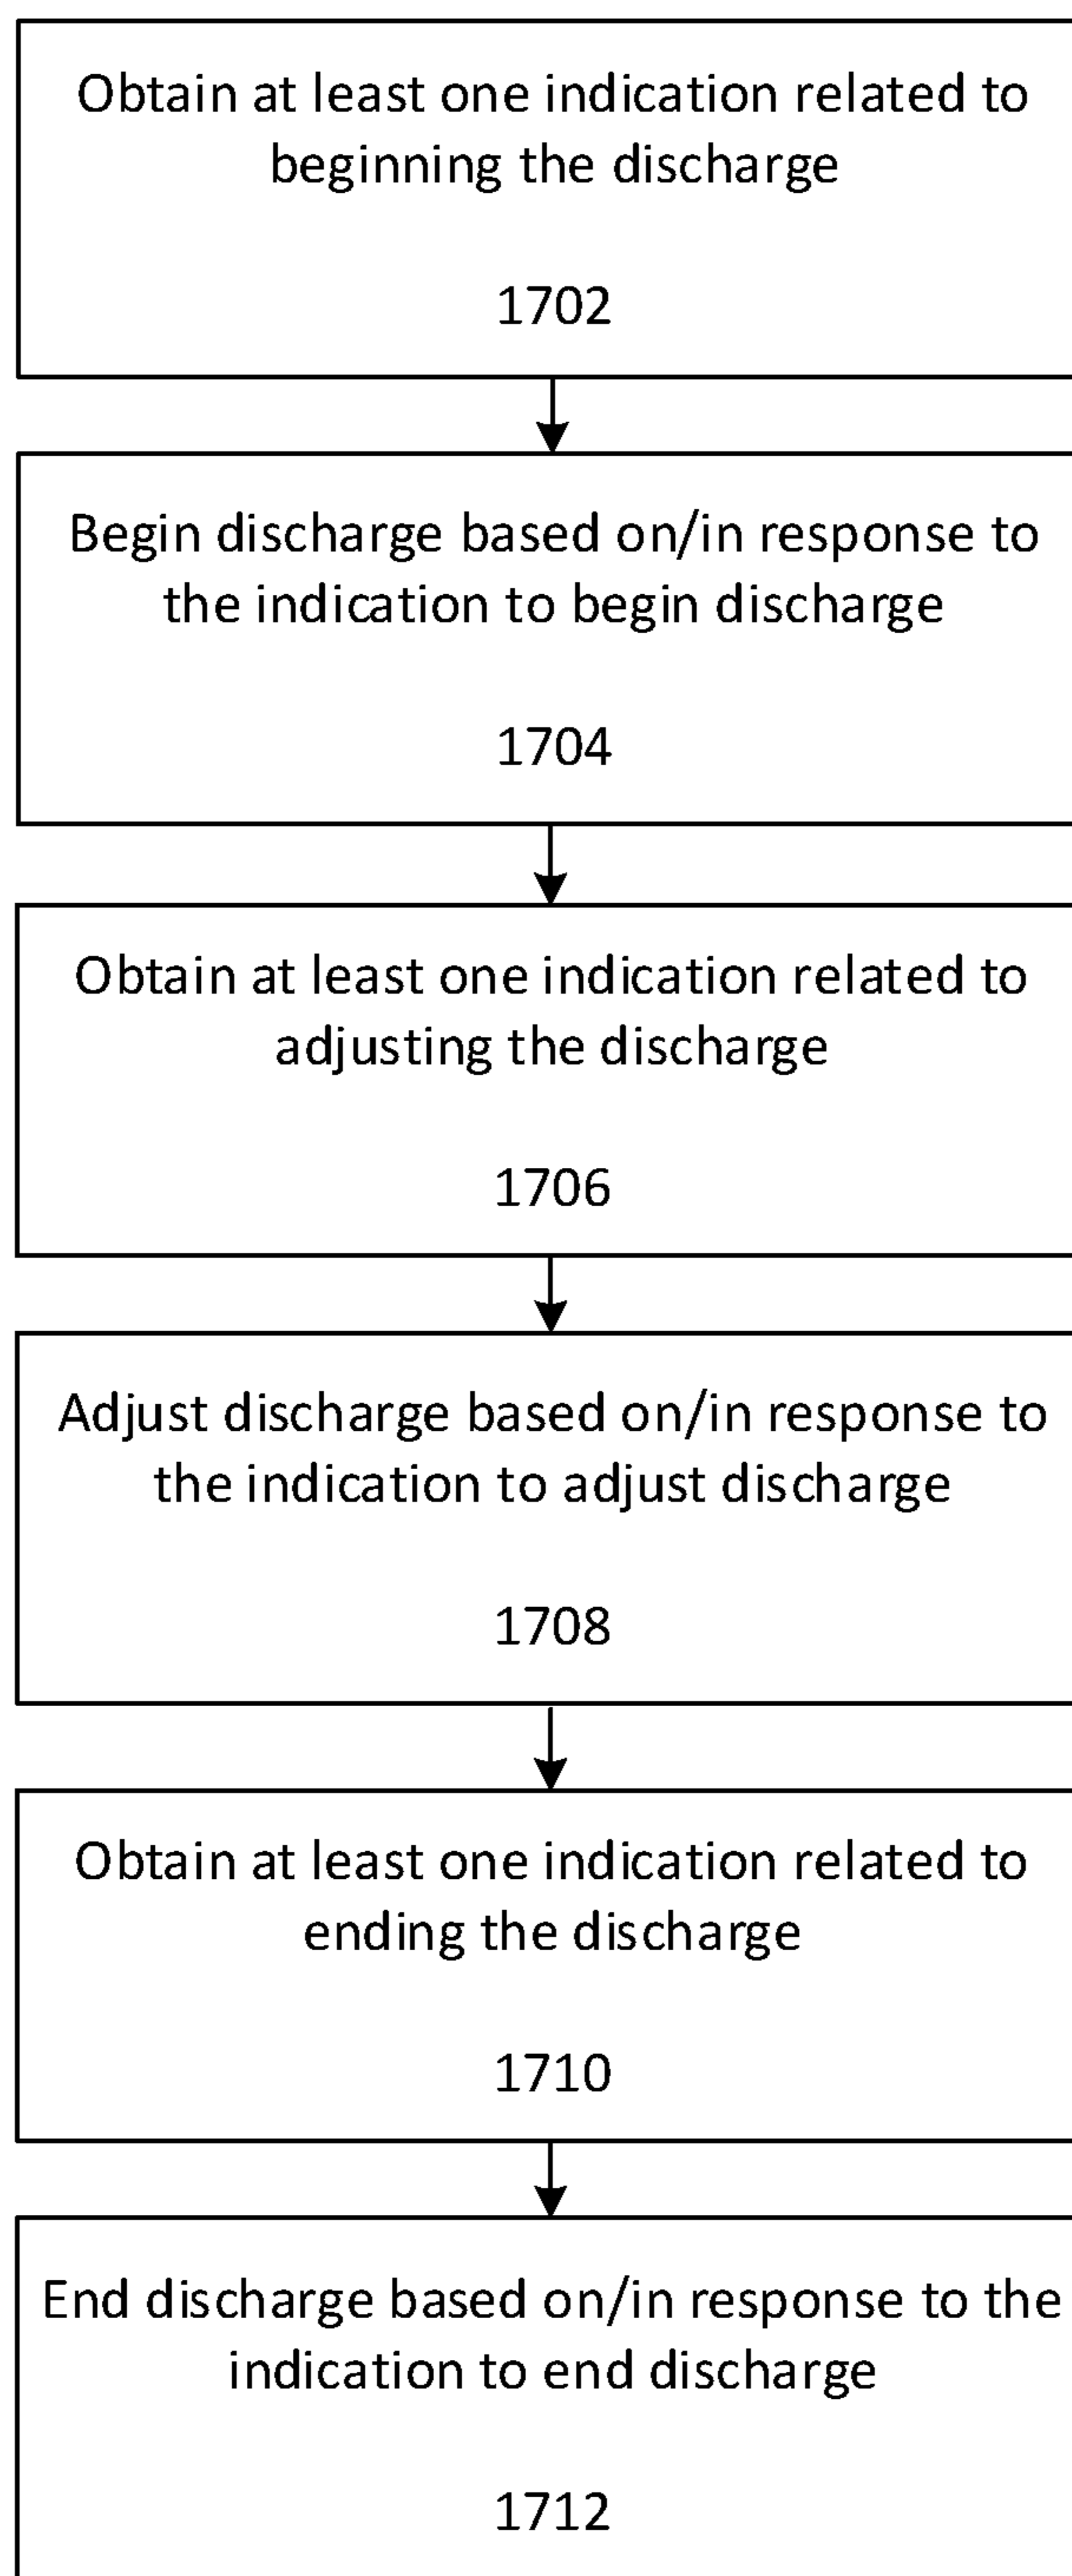 Obtain at least one indication related to
beginning the discharge
1702
Begin discharge based on/in response to
the indication to begin discharge
1704
Obtain at least one indication related to
adjusting the discharge
1706
Adjust discharge based on/in response to
the indication to adjust discharge
1708
Obtain at least one indication related to
ending the discharge
1710
End discharge based on/in response to the
indication to end discharge
1712